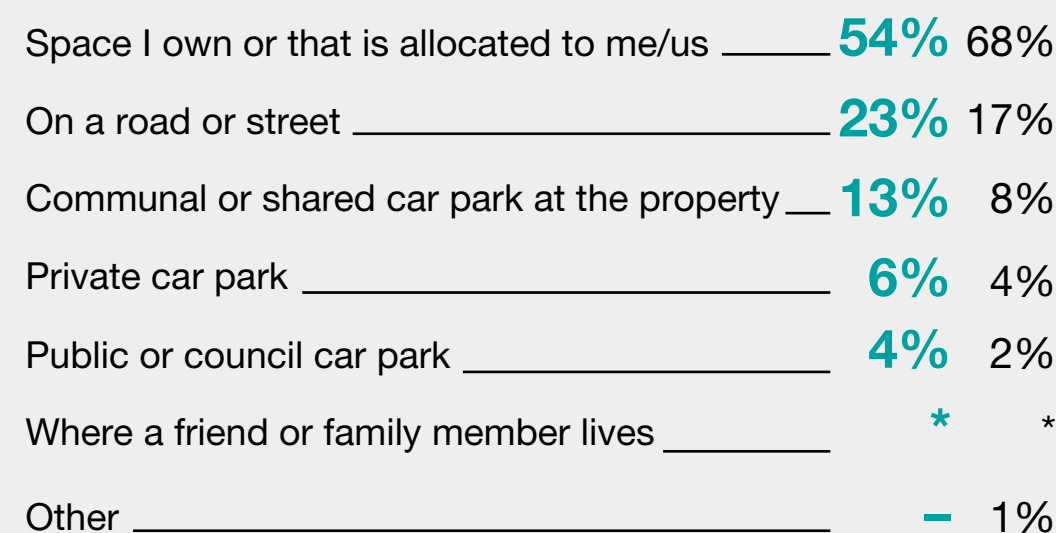 Space I own or that is allocated to me/us 54% 68%
On a road or street 23% 17%
Communal or shared car park at the property 13% 8%
Private car park 6% 4%
Public or council car park 4% 2%
Where a friend or family member lives * *
Other – 1%